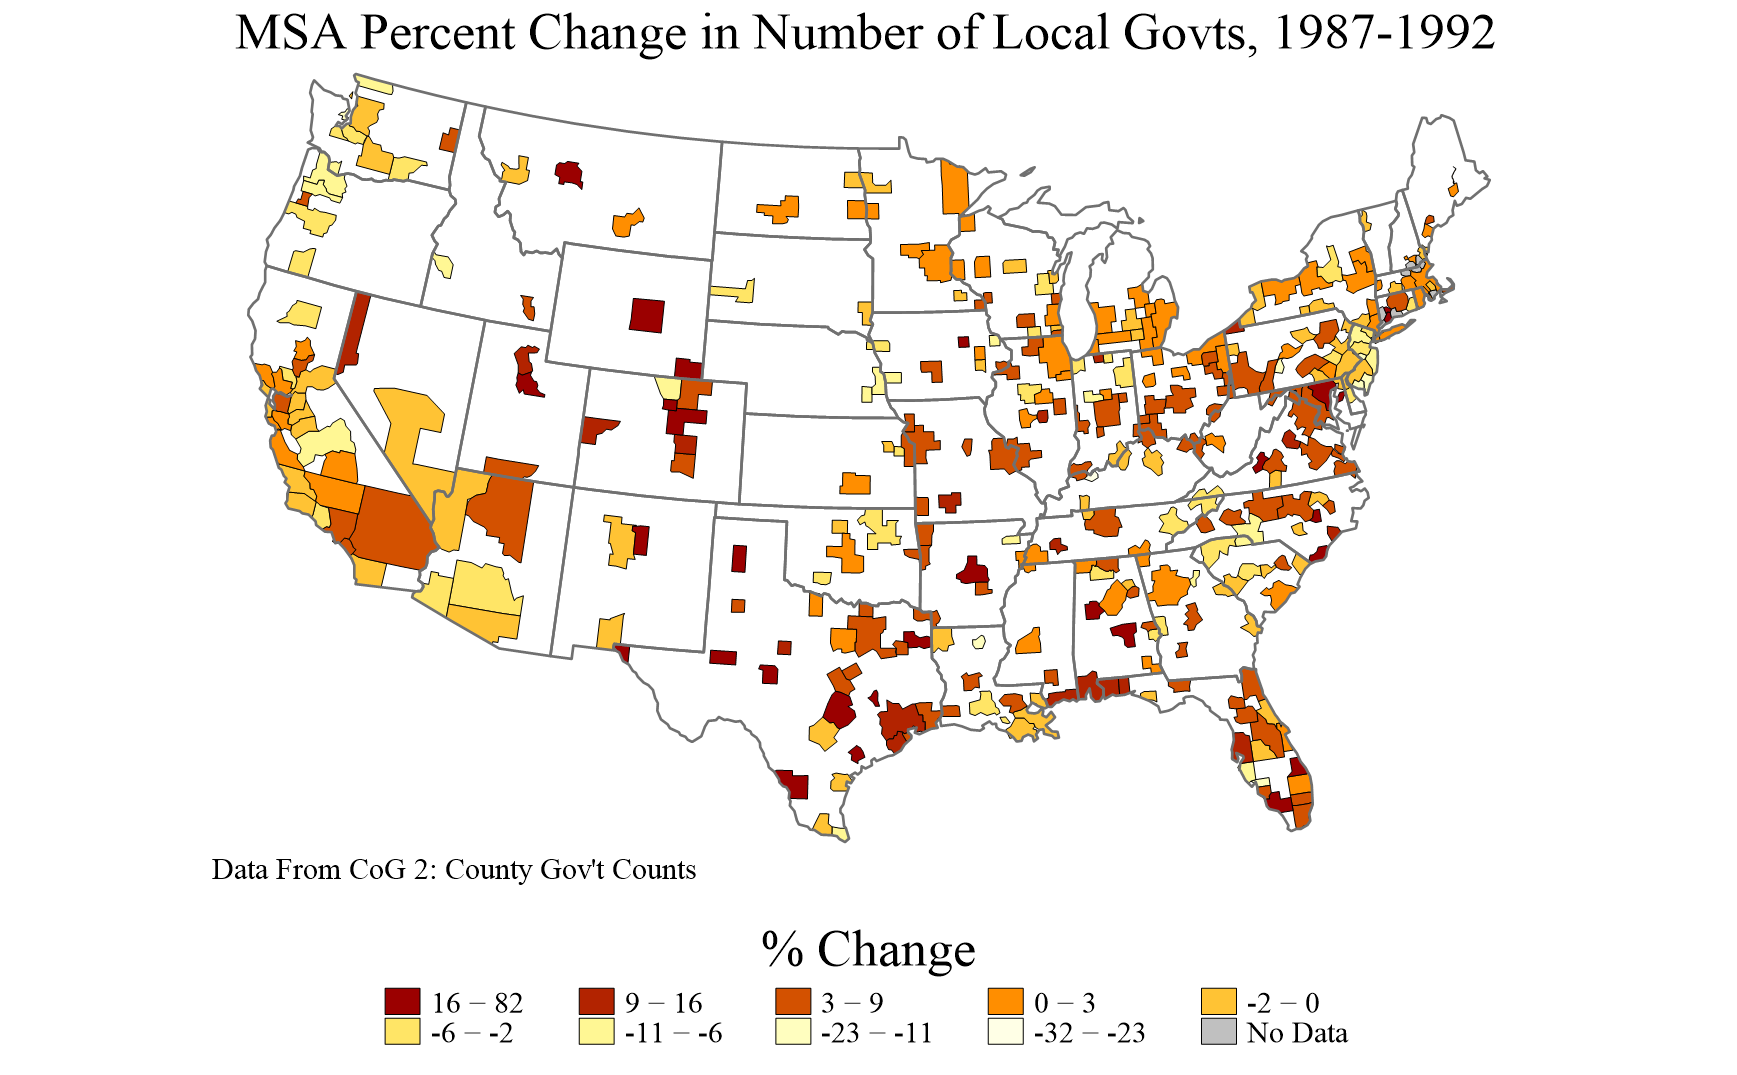 MSA Percent Change in Number of Local Govts, 1987-1992
Data From CoG 2: County Gov't Counts
% Change
16 − 82 9 − 16 3 − 9 0 − 3 -2 − 0
-6 − -2 -11 − -6 -23 − -11 -32 − -23 No Data